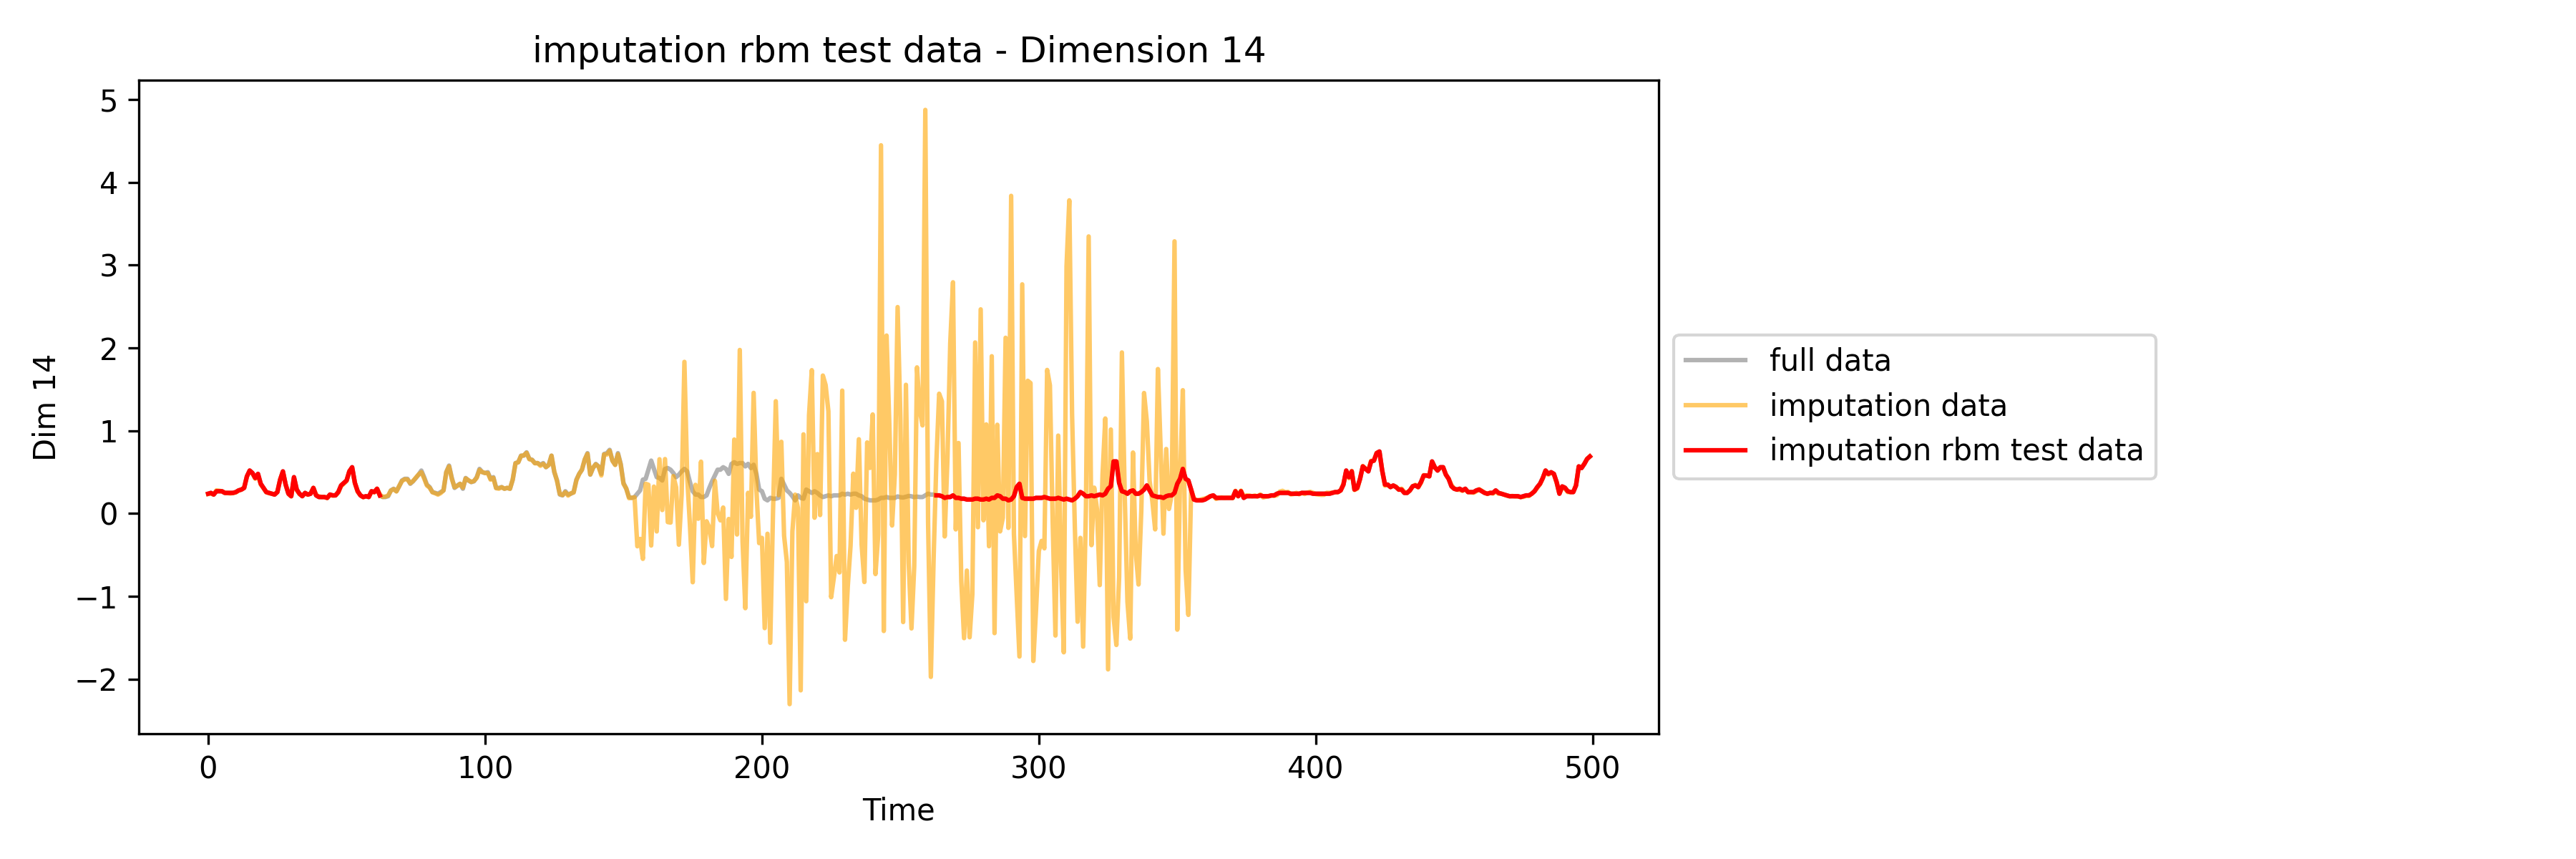 imputation rbm test data - Dimension 14
5
4
3
2
1
0
−1
−2
Dim 14
0 100 200 300 400 500
Time
full data
imputation data
imputation rbm test data